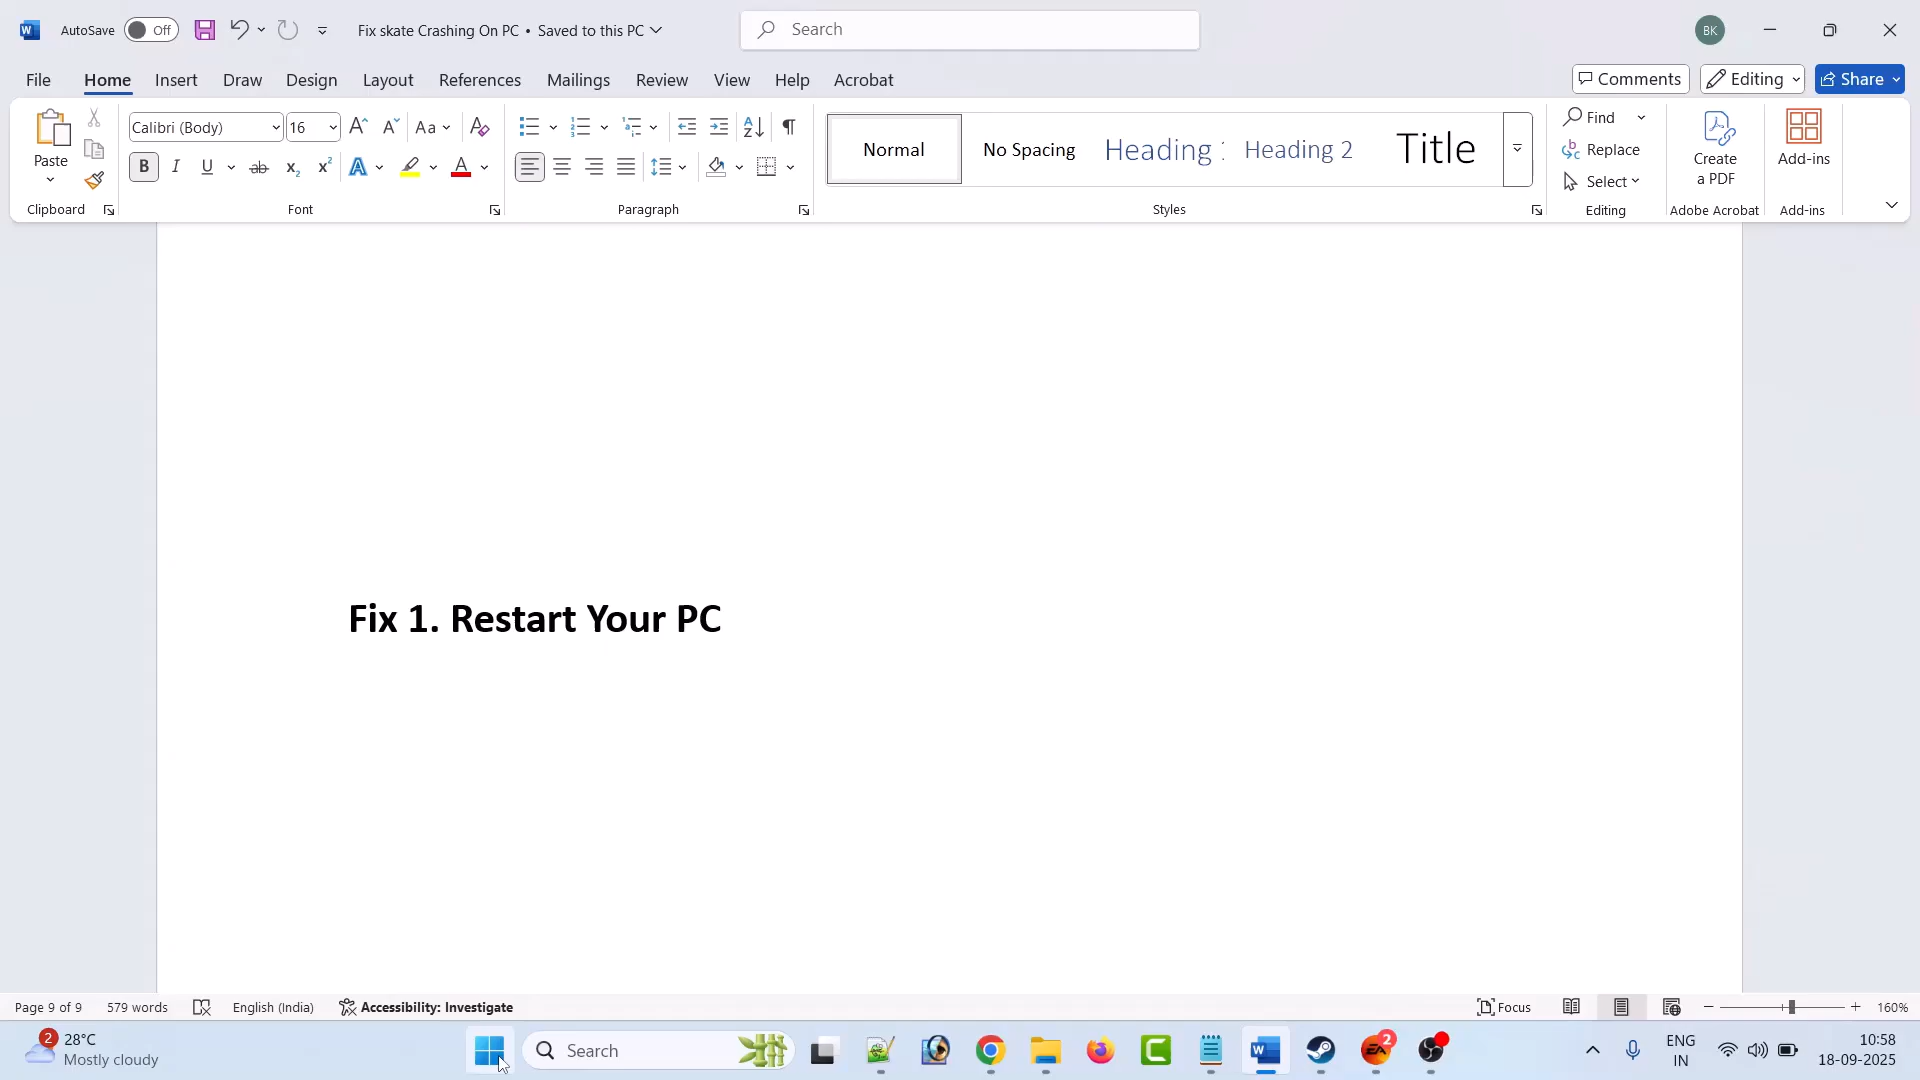 AutoSave Off Fix skate Crashing On PC • Saved to this PC Search BK
File Home Insert Draw Design Layout References Mailings Review View Help Acrobat Comments Editing Share
Paste Calibri (Body) 16 Aa
Normal No Spacing Heading Heading 2 Title
Find
Replace
Select
Create
a PDF
Add-ins
Clipboard Font Paragraph Styles Editing Adobe Acrobat Add-ins
Fix 1. Restart Your PC
Page 9 of 9 579 words English (India) Accessibility: Investigate Focus 160%
2 28°C
Mostly cloudy
Search
2
ENG
IN
10:58
18-09-2025